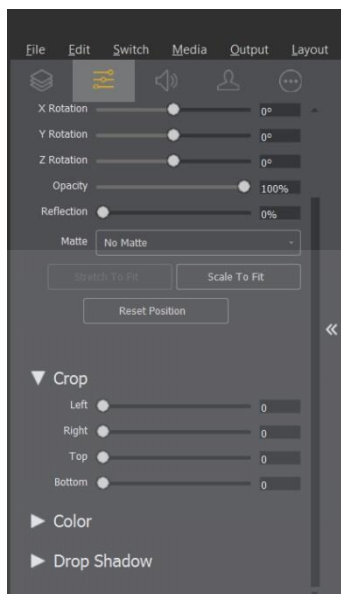 File Edit Switch Media Output Layout
X Rotation 0°
Y Rotation 0°
Z Rotation 0°
Opacity 100%
Reflection 0%
Matte No Matte
Stretch To Fit Scale To Fit
Reset Position
Crop
Left 0
Right 0
Top 0
Bottom 0
Color
Drop Shadow